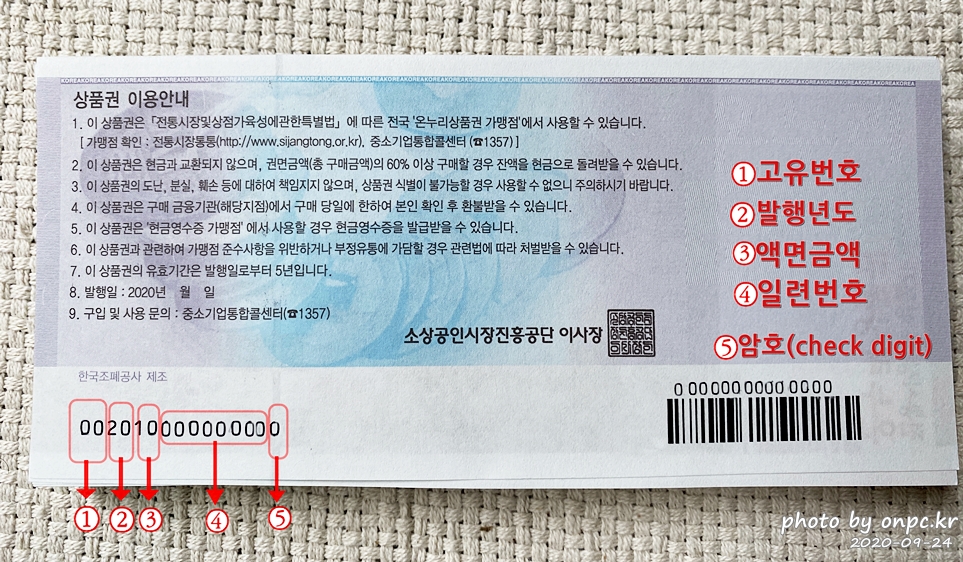 KOREAKOREAKOREAKOREAKOREAKOREAKOREAKOREAKOREAKOREAKOREAKOREAKOREAKOREAKOREAKOREAKOREAKOREAKOREAKOREA
상품권 이용안내
1. 이 상품권은 「전통시장및상점가육성에관한특별법」에 따른 전국 '온누리상품권 가맹점'에서 사용할 수 있습니다.
[ 가맹점 확인 : 전통시장통통(http://www.sijangtong.or.kr), 중소기업통합콜센터 (☎1357) ]
2. 이 상품권은 현금과 교환되지 않으며, 권면금액(총 구매금액)의 60% 이상 구매할 경우 잔액을 현금으로 돌려받을 수 있습니다.
3. 이 상품권의 도난, 분실, 훼손 등에 대하여 책임지지 않으며, 상품권 식별이 불가능할 경우 사용할 수 없으니 주의하시기 바랍니다.
4. 이 상품권은 구매 금융기관(해당지점)에서 구매 당일에 한하여 본인 확인 후 환불받을 수 있습니다.
5. 이 상품권은 '현금영수증 가맹점' 에서 사용할 경우 현금영수증을 발급받을 수 있습니다.
6. 이 상품권과 관련하여 가맹점 준수사항을 위반하거나 부정유통에 가담할 경우 관련법에 따라 처벌받을 수 있습니다.
7. 이 상품권의 유효기간은 발행일로부터 5년입니다.
8. 발행일 : 2020년 월 일
9. 구입 및 사용 문의 : 중소기업통합콜센터(☎1357)
소상공인시장진흥공단 이사장
①고유번호
②발행년도
③액면금액
④일련번호
⑤암호(check digit)
한국조폐공사 제조
0 0000000000 0000
002010000000000
① ② ③ ④ ⑤
photo by onpc.kr
2020-09-24